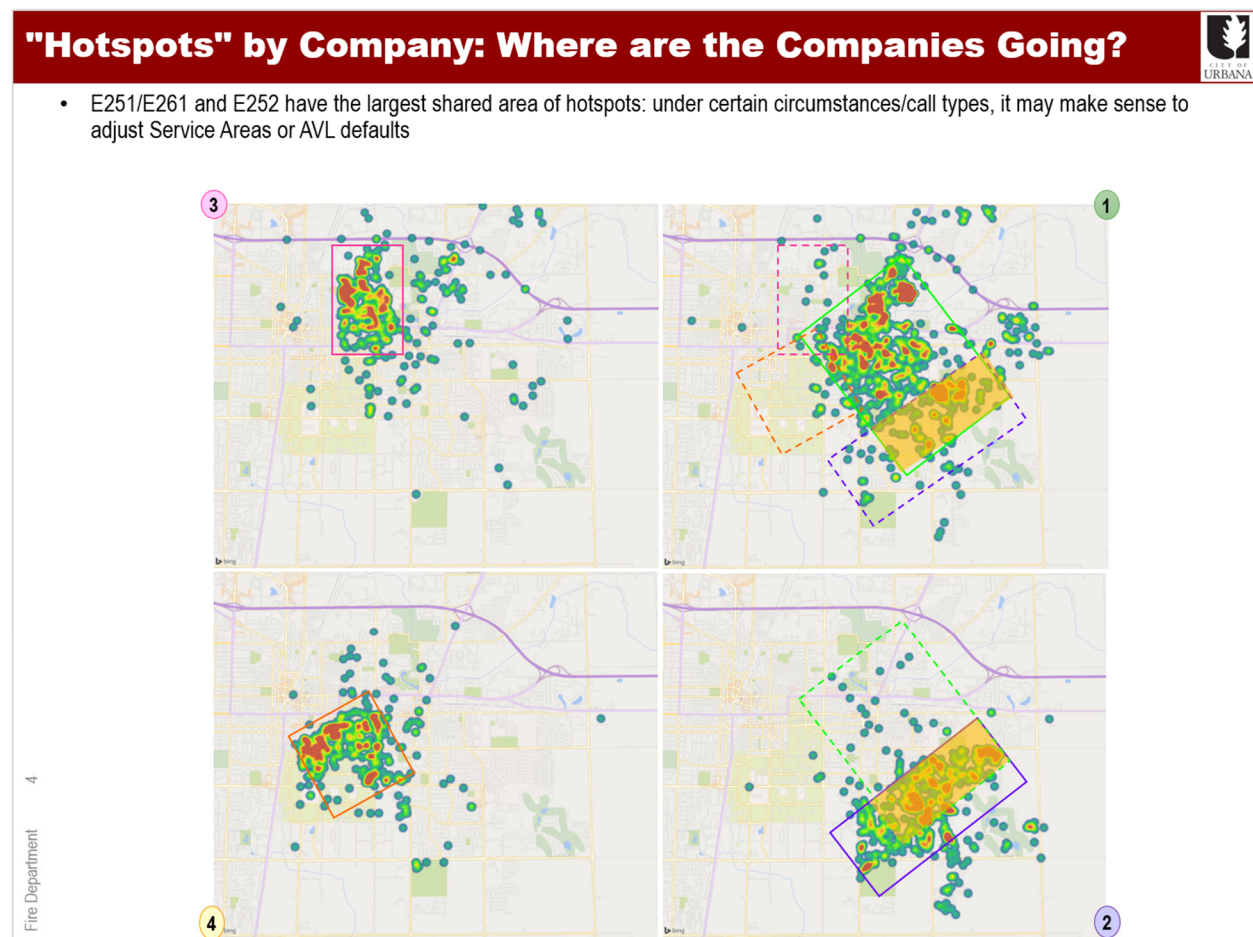 "Hotspots" by Company: Where are the Companies Going?
CITY OF
URBANA
• E251/E261 and E252 have the largest shared area of hotspots: under certain circumstances/call types, it may make sense to
adjust Service Areas or AVL defaults
3
1
bing
bing
4
2
bing
bing
Fire Department 4